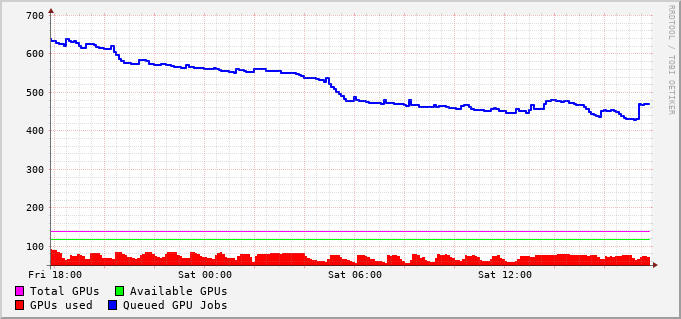 700
600
500
400
300
200
100
Fri 18:00 Sat 00:00 Sat 06:00 Sat 12:00
Total GPUs Available GPUs
GPUs used Queued GPU Jobs
RRDTOOL / TOBI OETIKER